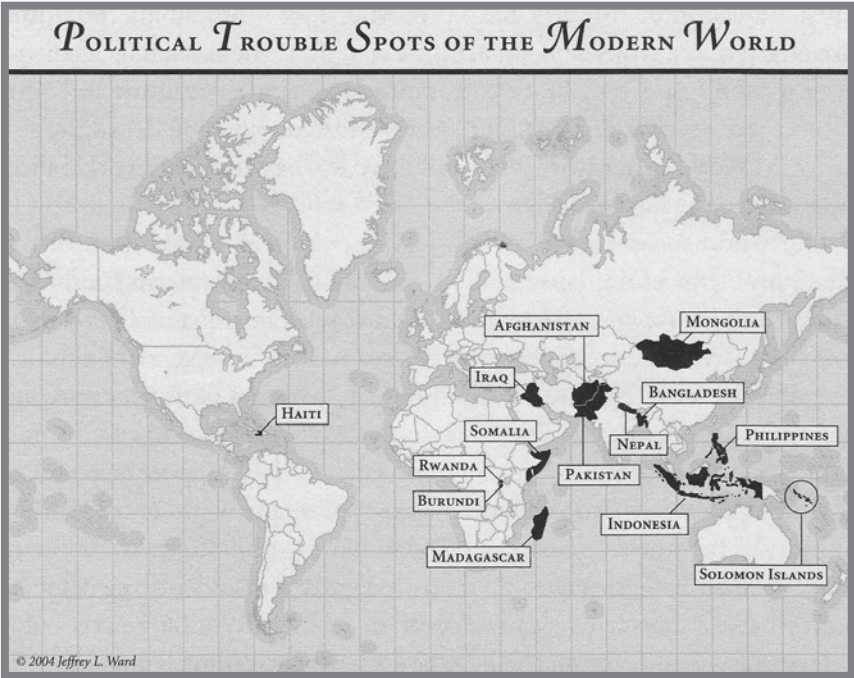 POLITICAL TROUBLE SPOTS OF THE MODERN WORLD
AFGHANISTAN
MONGOLIA
IRAQ
BANGLADESH
HAITI
SOMALIA
NEPAL
PHILIPPINES
RWANDA
PAKISTAN
BURUNDI
INDONESIA
MADAGASCAR
SOLOMON ISLANDS
© 2004 Jeffrey L. Ward